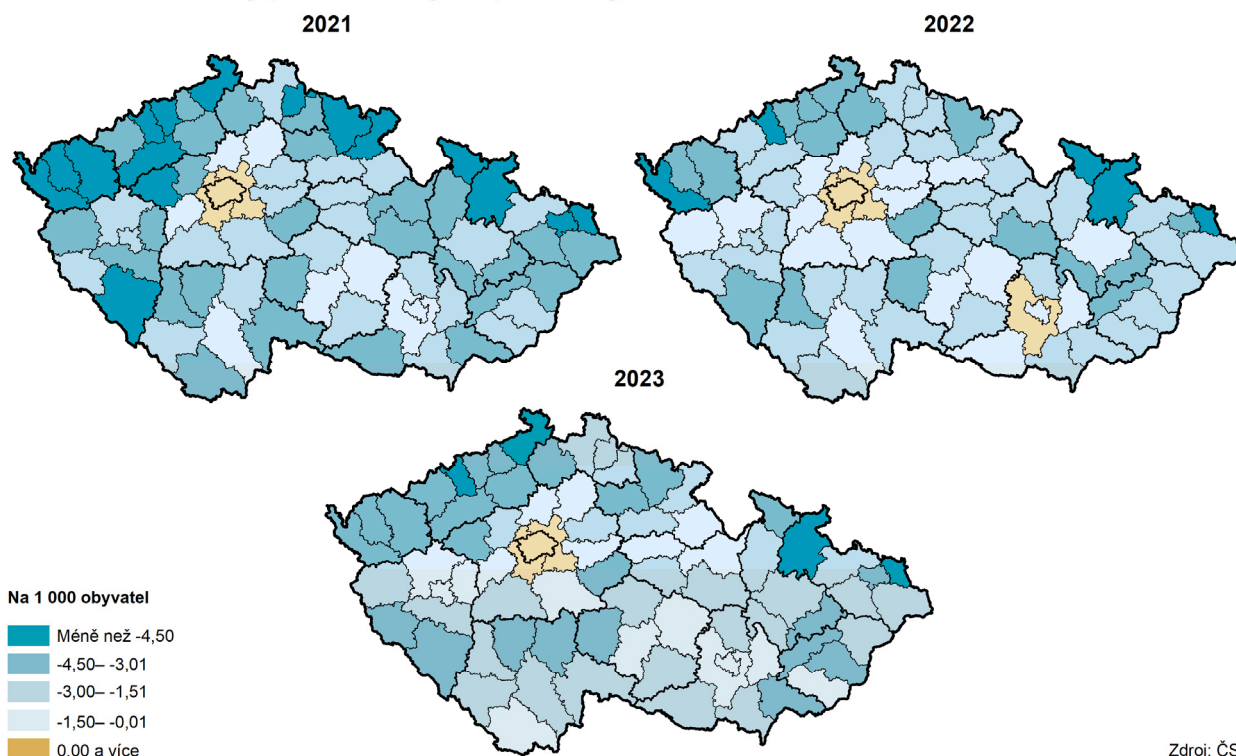 2021
2022
2023
Na 1 000 obyvatel
Méně než -4,50
-4,50– -3,01
-3,00– -1,51
-1,50– -0,01
0,00 a více
Zdroj: